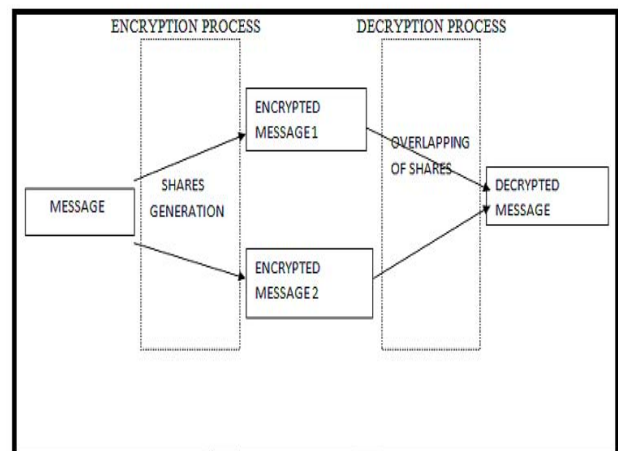 ENCRYPTION PROCESS
DECRYPTION PROCESS
ENCRYPTED
MESSAGE 1
OVERLAPPING
OF SHARES
SHARES
GENERATION
MESSAGE
DECRYPTED
MESSAGE
ENCRYPTED
MESSAGE 2